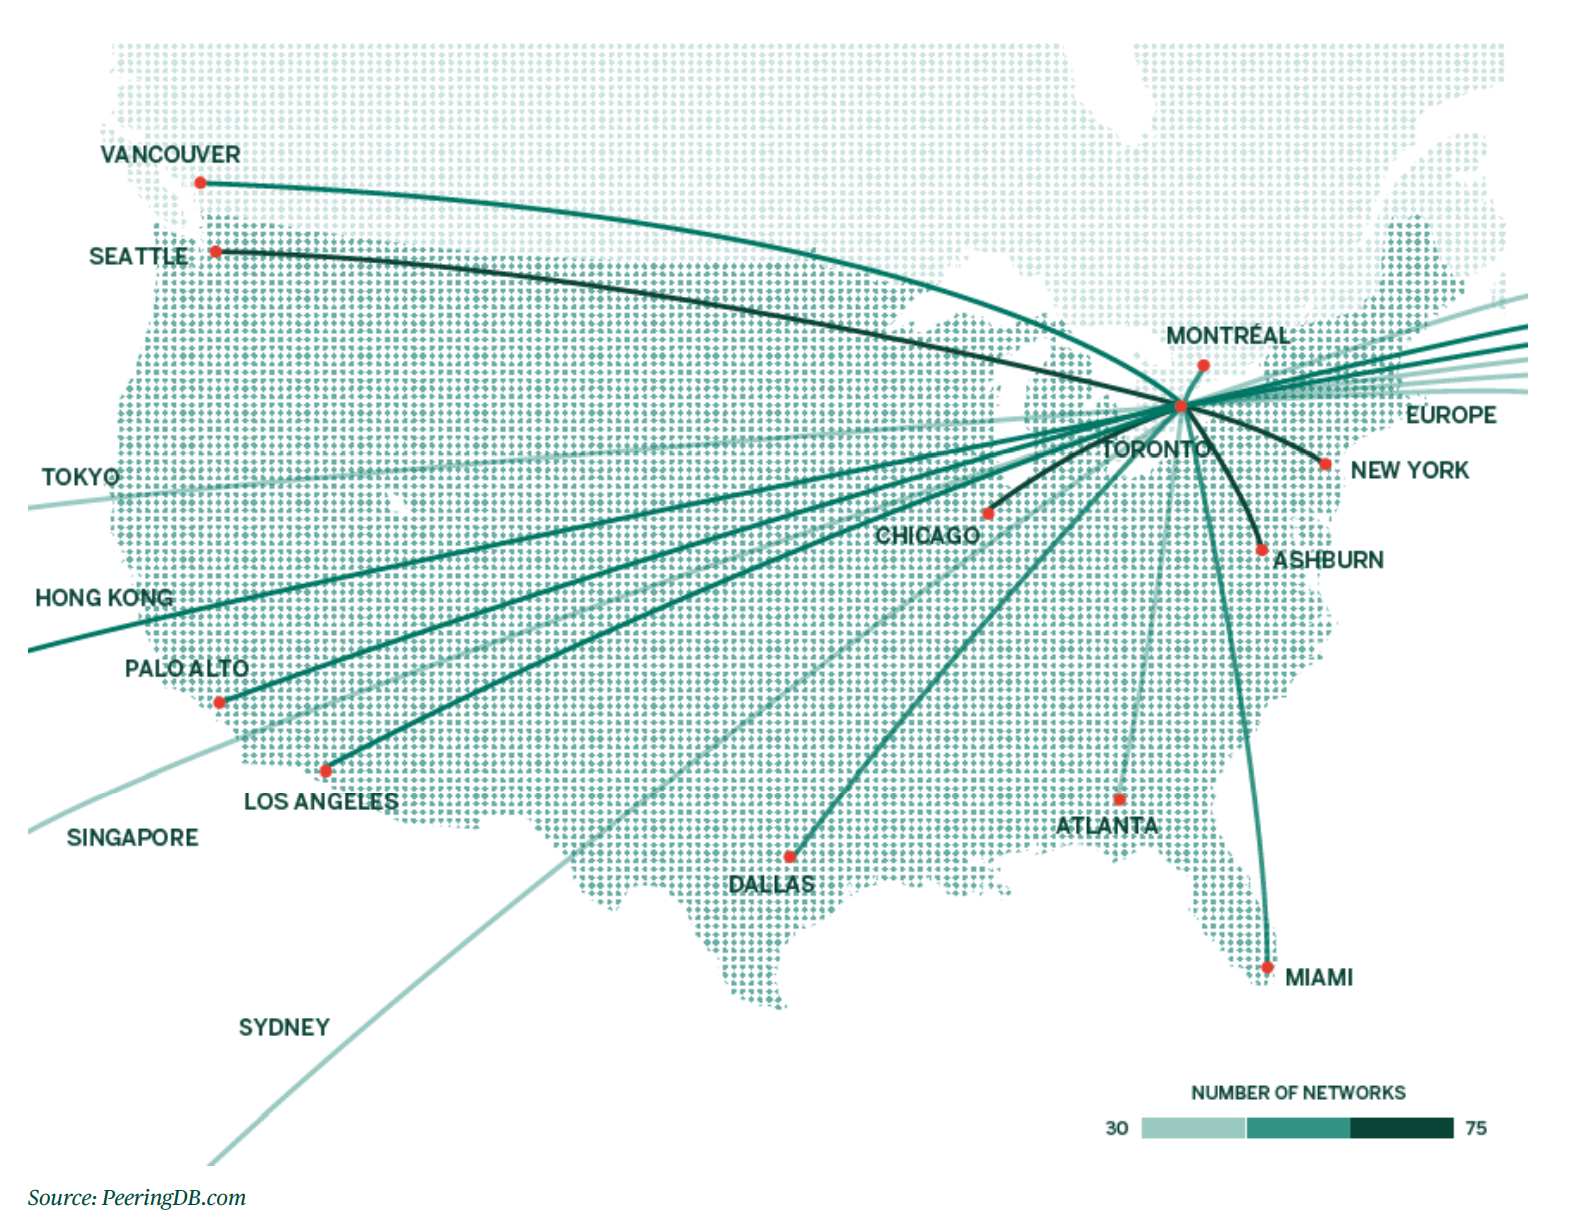 VANCOUVER
SEATTLE
MONTRÉAL
EUROPE
TORONTO
NEW YORK
TOKYO
CHICAGO
ASHBURN
HONG KONG
PALO ALTO
LOS ANGELES
SINGAPORE
ATLANTA
DALLAS
MIAMI
SYDNEY
NUMBER OF NETWORKS
30 75
Source: PeeringDB.com